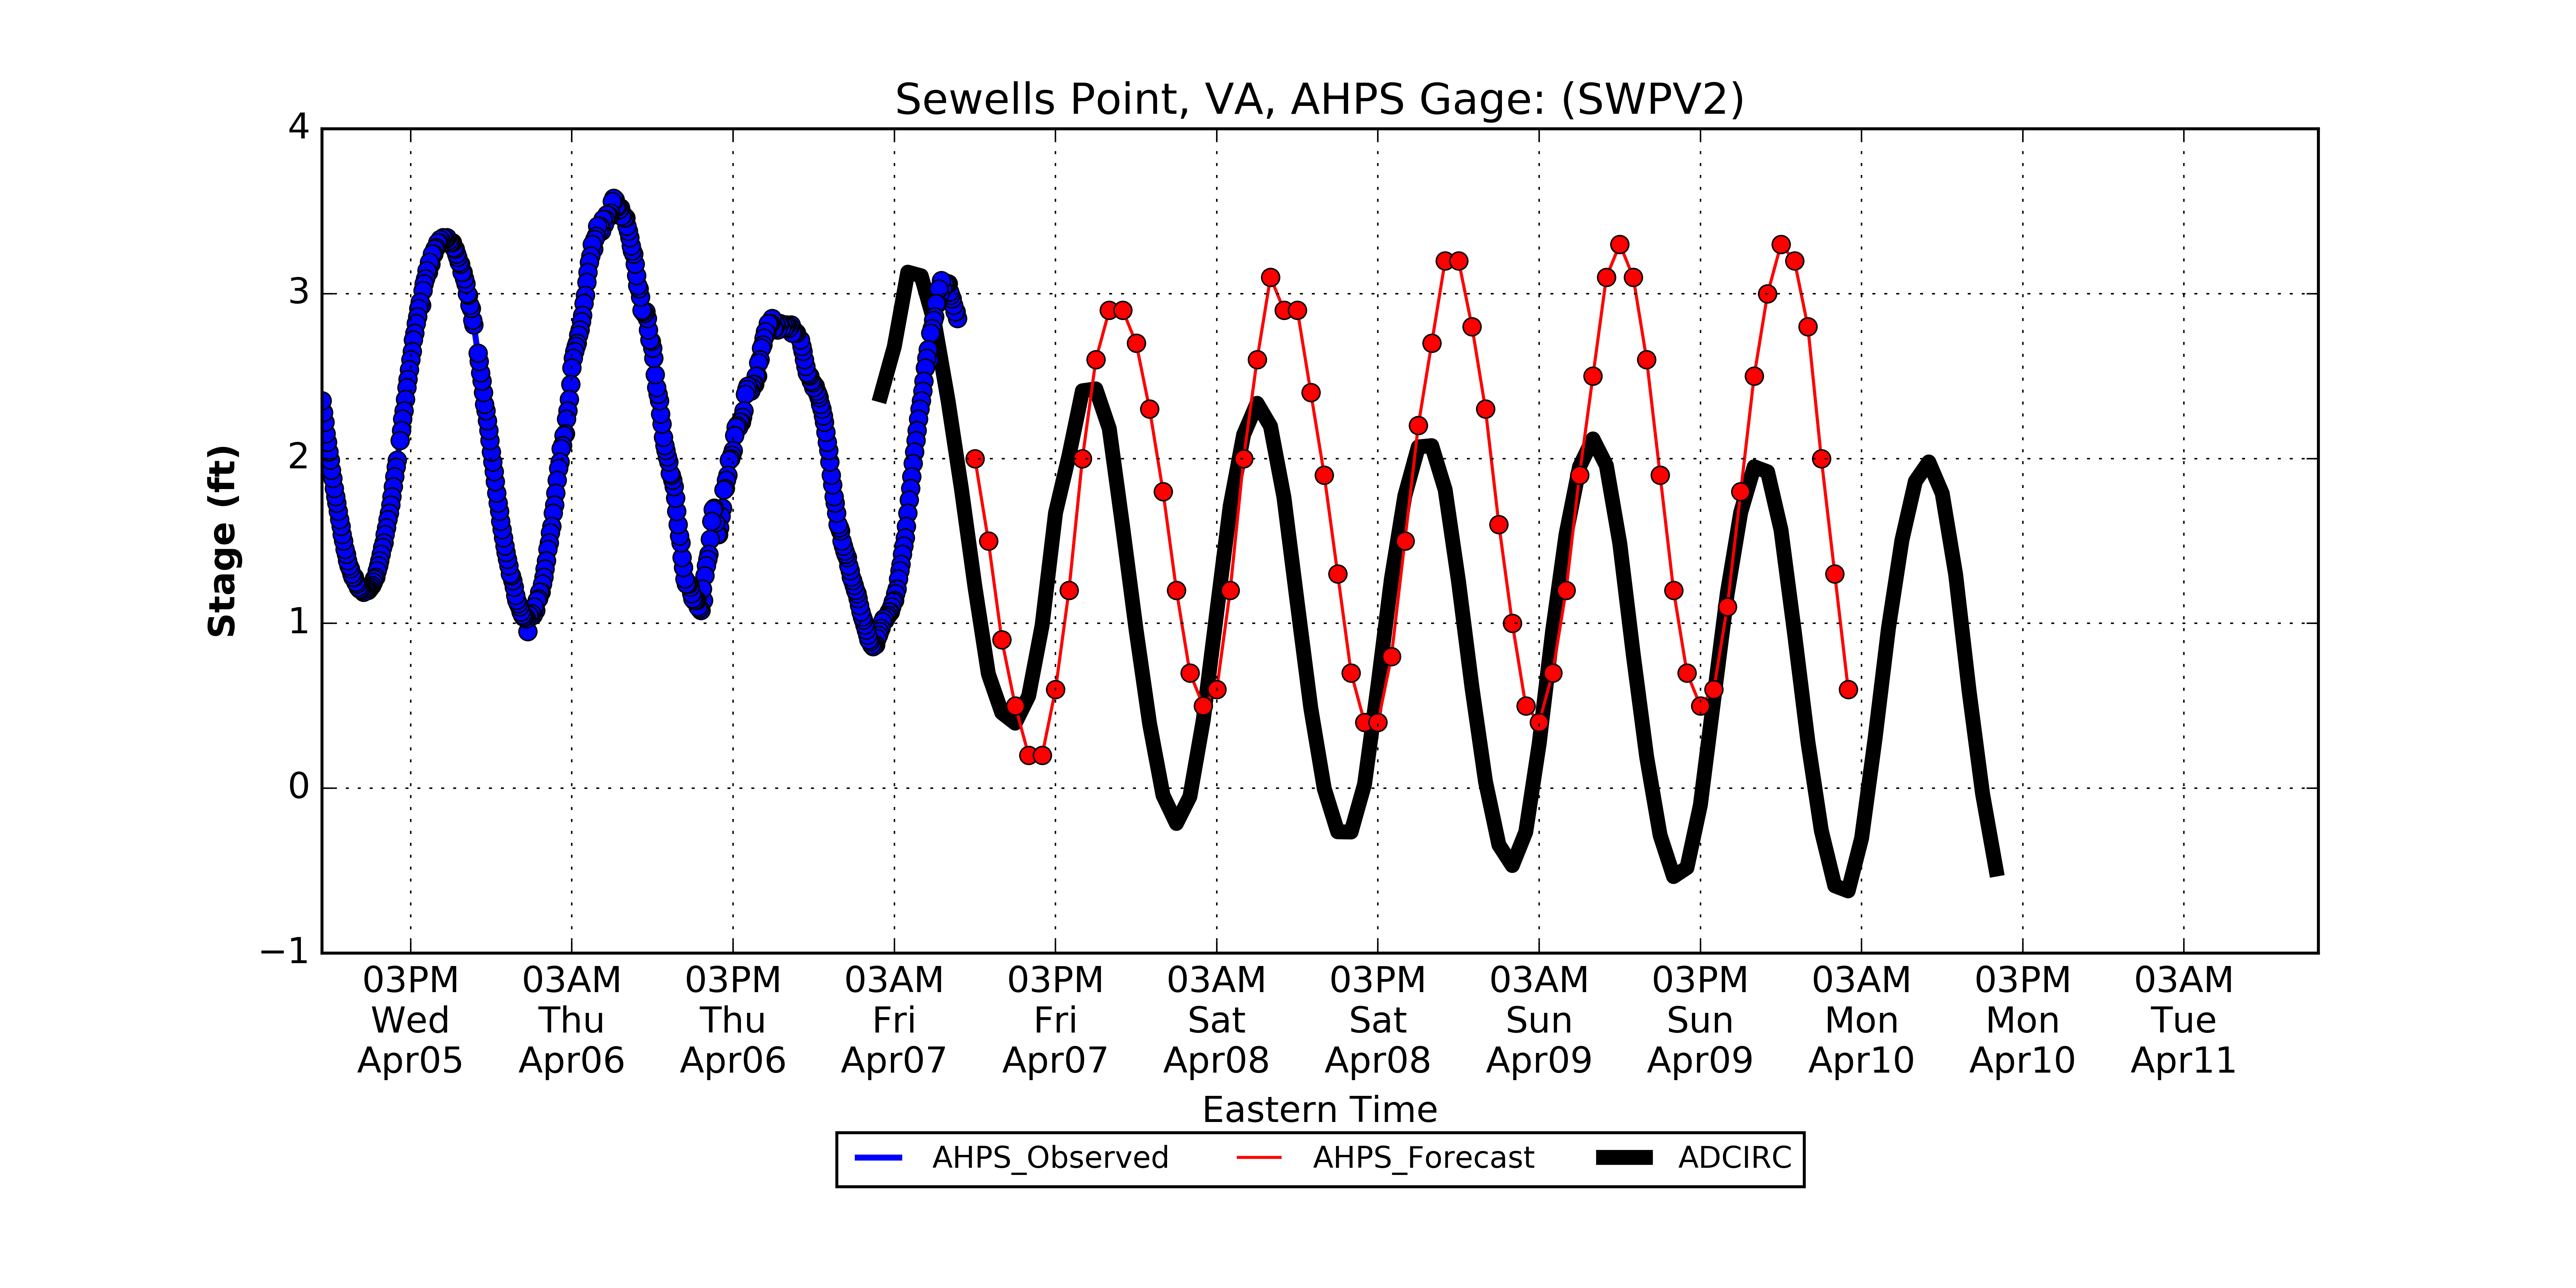 Sewells Point, VA, AHPS Gage: (SWPV2)
4
3
2
1
0
−1
Stage (ft)
03PM 03AM 03PM 03AM 03PM 03AM 03PM 03AM 03PM 03AM 03PM 03AM
Wed Thu Thu Fri Fri Sat Sat Sun Sun Mon Mon Tue
Apr05 Apr06 Apr06 Apr07 Apr07 Apr08 Apr08 Apr09 Apr09 Apr10 Apr10 Apr11
Eastern Time
AHPS_Observed AHPS_Forecast ADCIRC